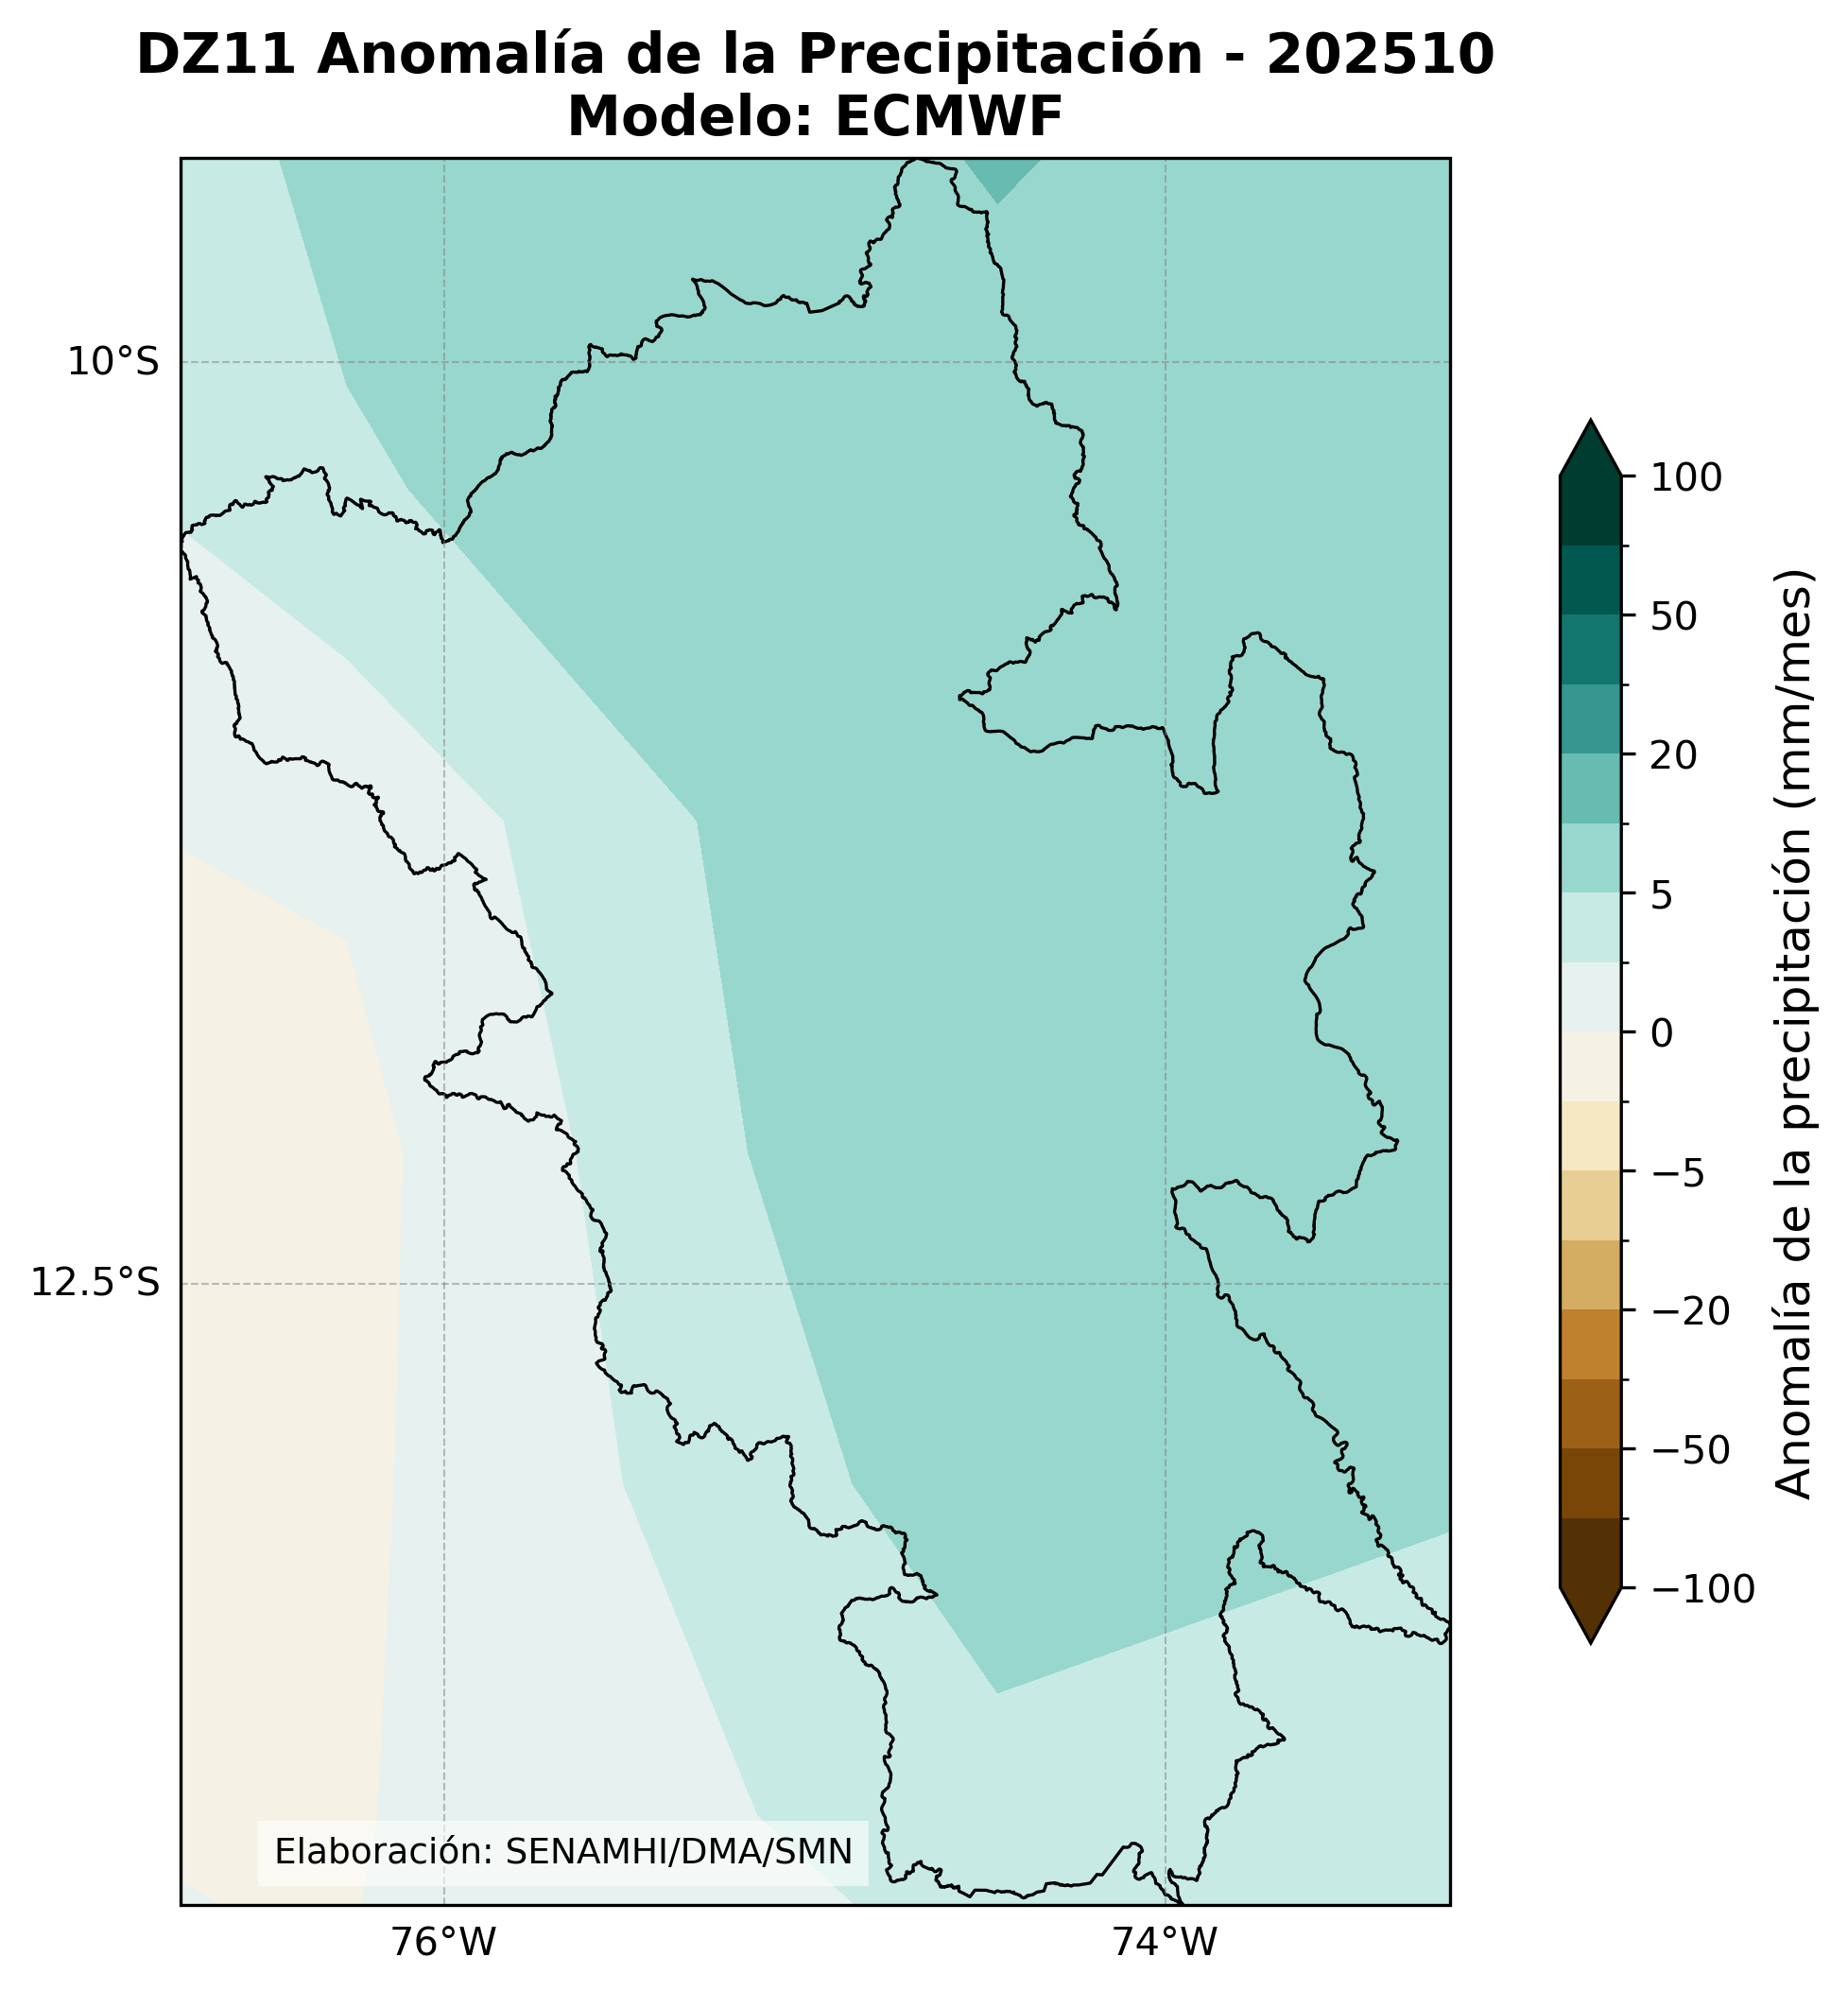 DZ11 Anomalía de la Precipitación - 202510
Modelo: ECMWF
10°S
12.5°S
76°W
74°W
Elaboración: SENAMHI/DMA/SMN
100
50
20
5
0
−5
−20
−50
−100
Anomalía de la precipitación (mm/mes)